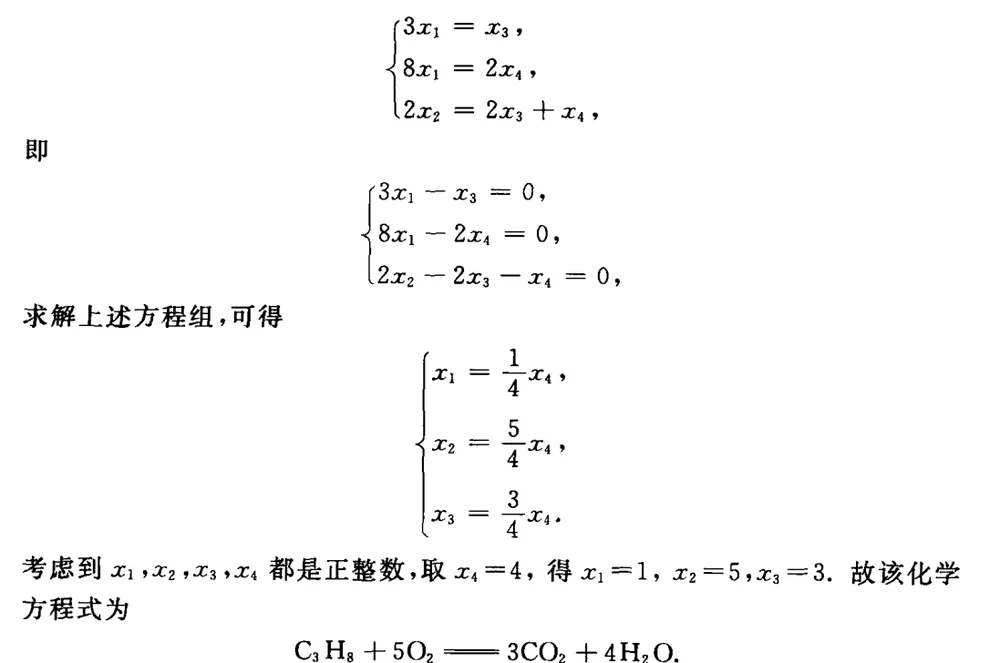 3x₁ = x₃,
8x₁ = 2x₄,
2x₂ = 2x₃ + x₄,
即
3x₁ − x₃ = 0,
8x₁ − 2x₄ = 0,
2x₂ − 2x₃ − x₄ = 0,
求解上述方程组,可得
x₁ = 1/4 x₄,
x₂ = 5/4 x₄,
x₃ = 3/4 x₄.
考虑到 x₁,x₂,x₃,x₄ 都是正整数,取 x₄=4, 得 x₁=1, x₂=5,x₃=3. 故该化学
方程式为
C₃H₈ + 5O₂ ══ 3CO₂ + 4H₂O.